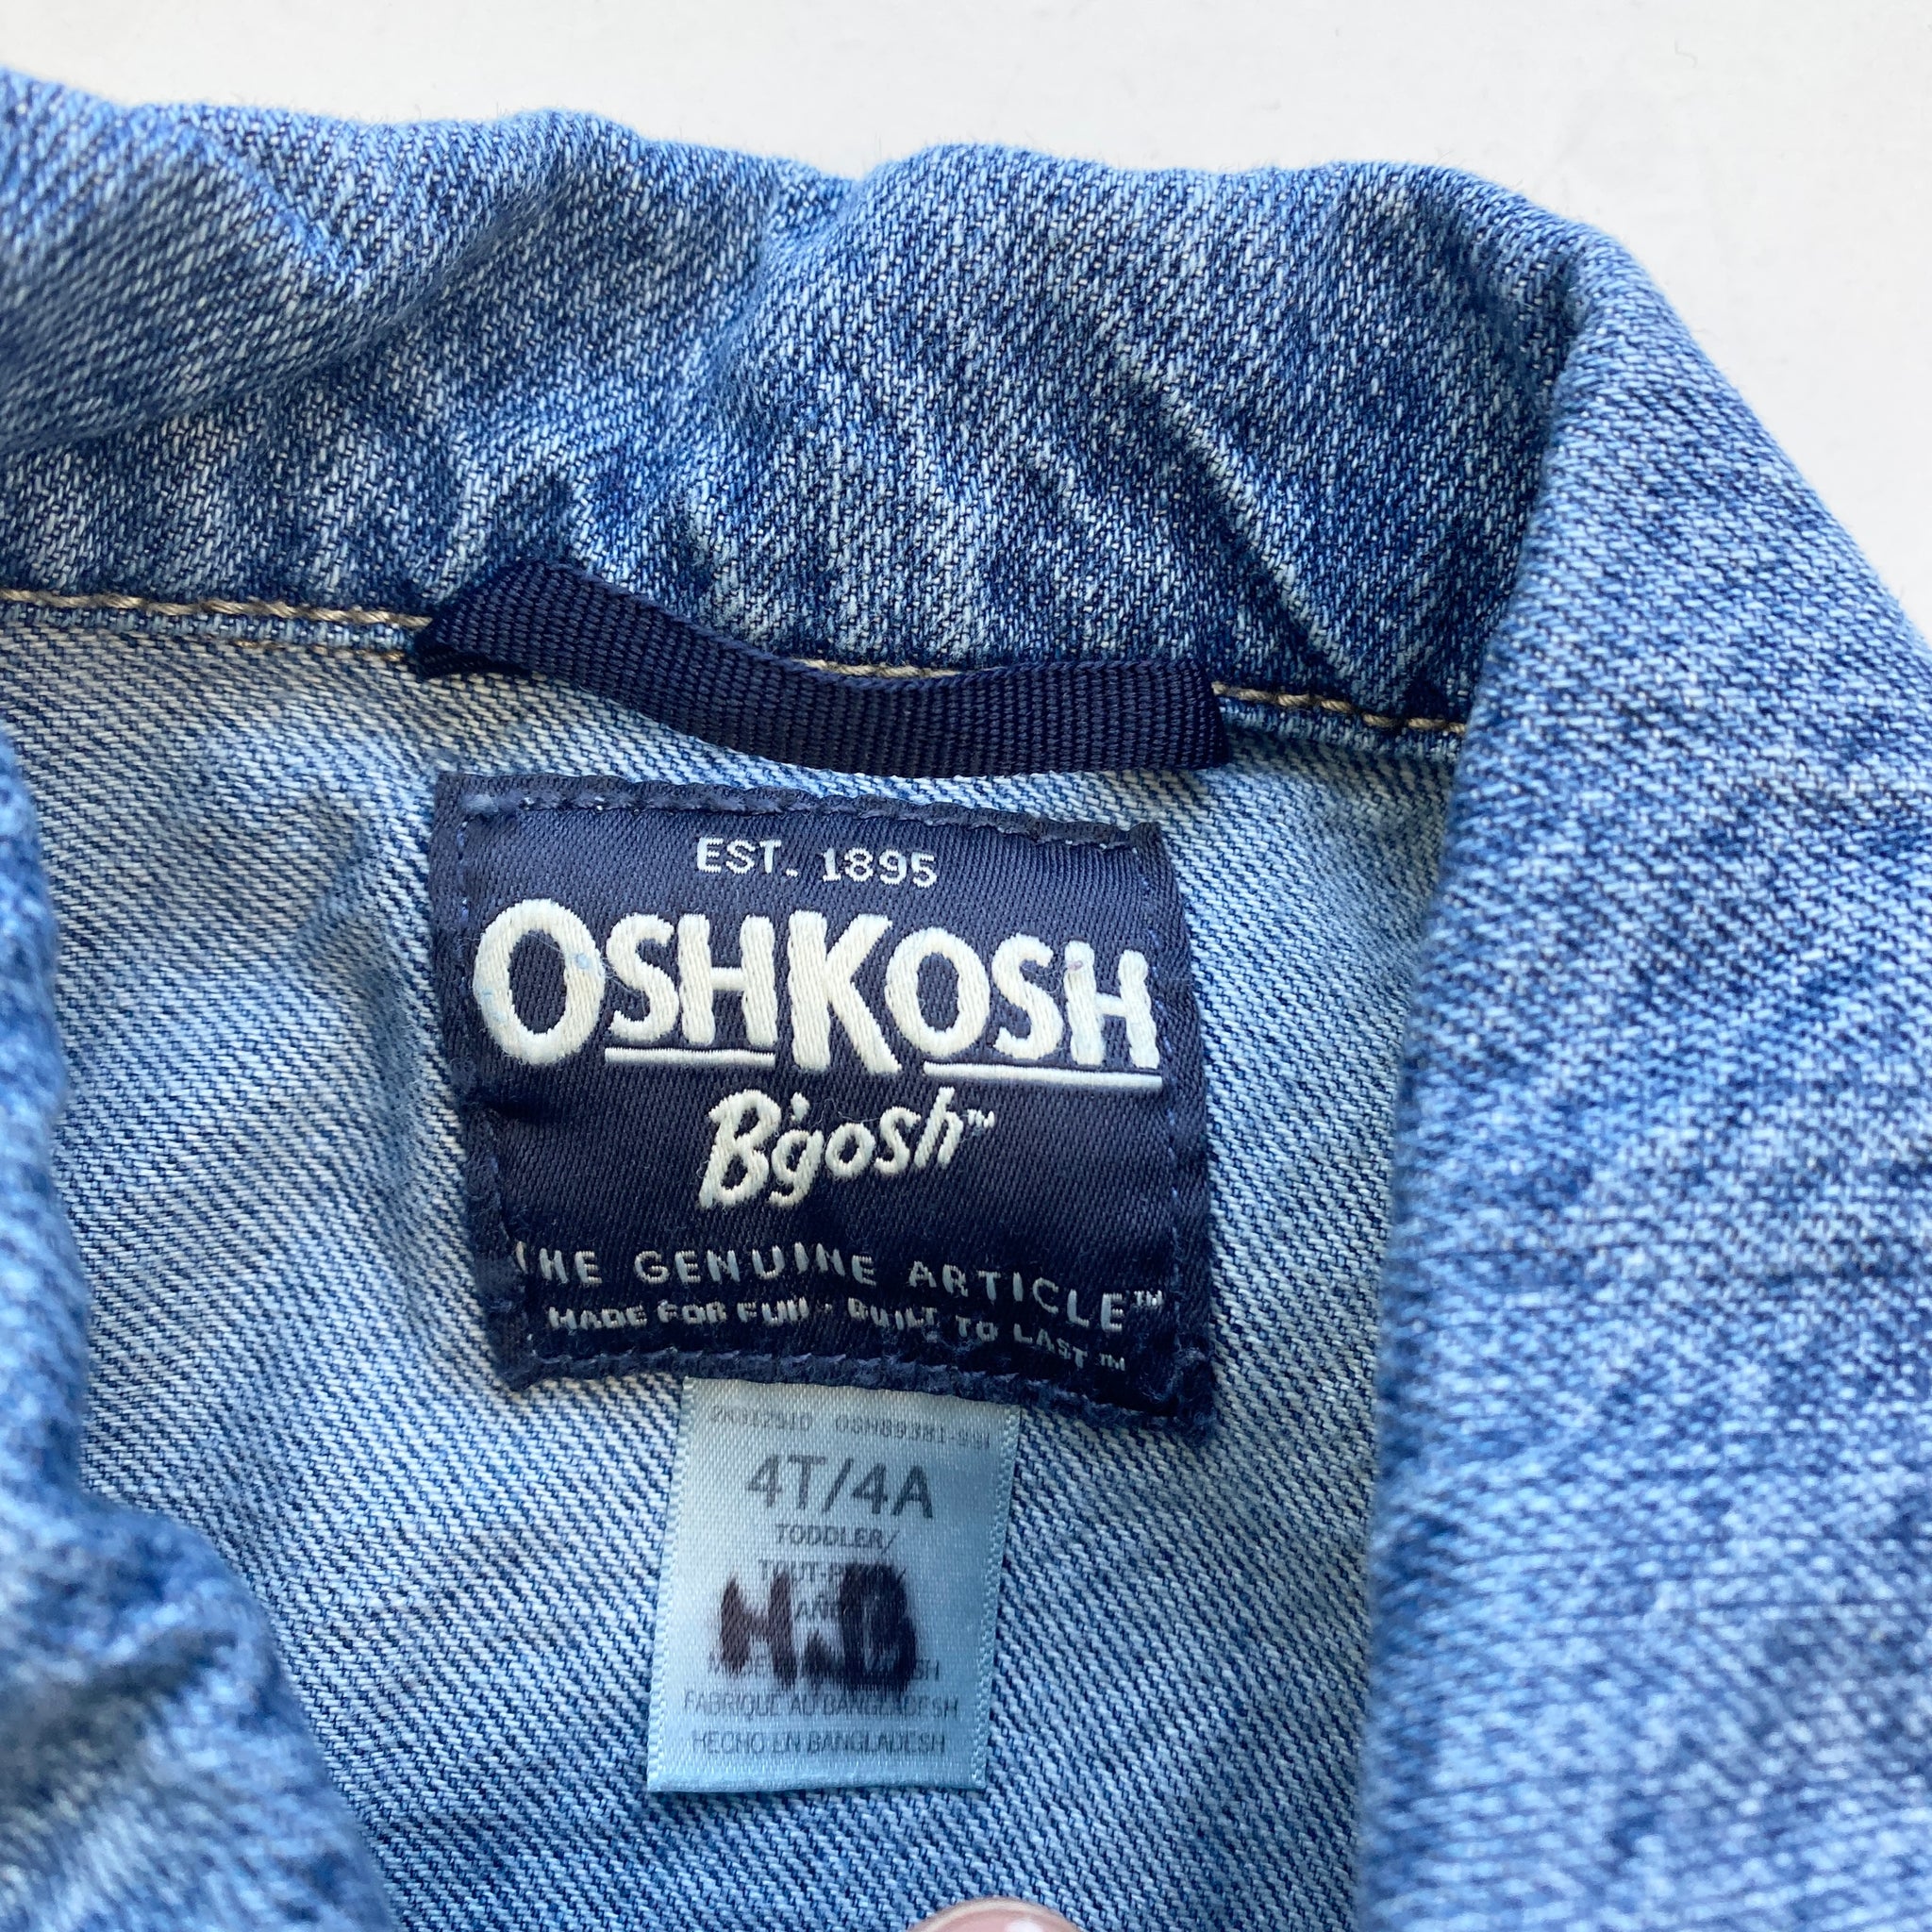 EST. 1895
OSHKOSH
B'gosh™
THE GENUINE ARTICLE™
MADE FOR FUN · BUILT TO LAST™
4T/4A
TODDLER/
FABRIQUE AU BANGLADESH
HECHO EN BANGLADESH